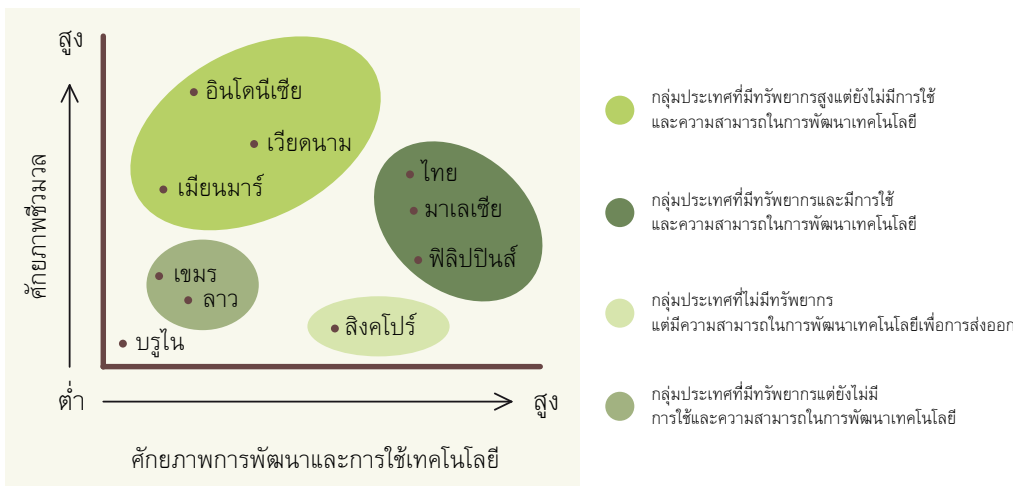 สูง
ศักยภาพชีวมวล
อินโดนีเซีย
เวียดนาม
เมียนมาร์
ไทย
มาเลเซีย
ฟิลิปปินส์
เขมร
ลาว
สิงคโปร์
บรูไน
ต่ำ
สูง
ศักยภาพการพัฒนาและการใช้เทคโนโลยี
กลุ่มประเทศที่มีทรัพยากรสูงแต่ยังไม่มีการใช้
และความสามารถในการพัฒนาเทคโนโลยี
กลุ่มประเทศที่มีทรัพยากรและมีการใช้
และความสามารถในการพัฒนาเทคโนโลยี
กลุ่มประเทศที่ไม่มีทรัพยากร
แต่มีความสามารถในการพัฒนาเทคโนโลยีเพื่อการส่งออก
กลุ่มประเทศที่มีทรัพยากรแต่ยังไม่มี
การใช้และความสามารถในการพัฒนาเทคโนโลยี